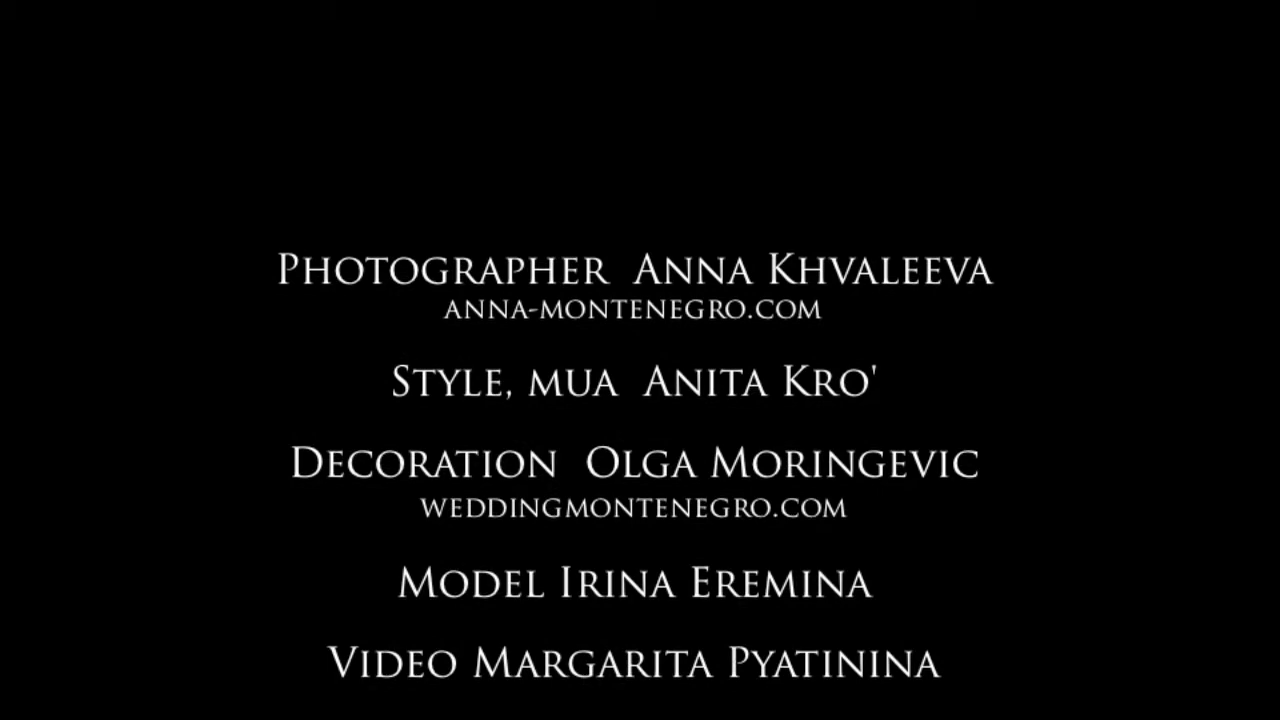 Photographer Anna Khvaleeva
anna-montenegro.com
Style, mua Anita Kro'
Decoration Olga Moringevic
weddingmontenegro.com
Model Irina Eremina
Video Margarita Pyatinina